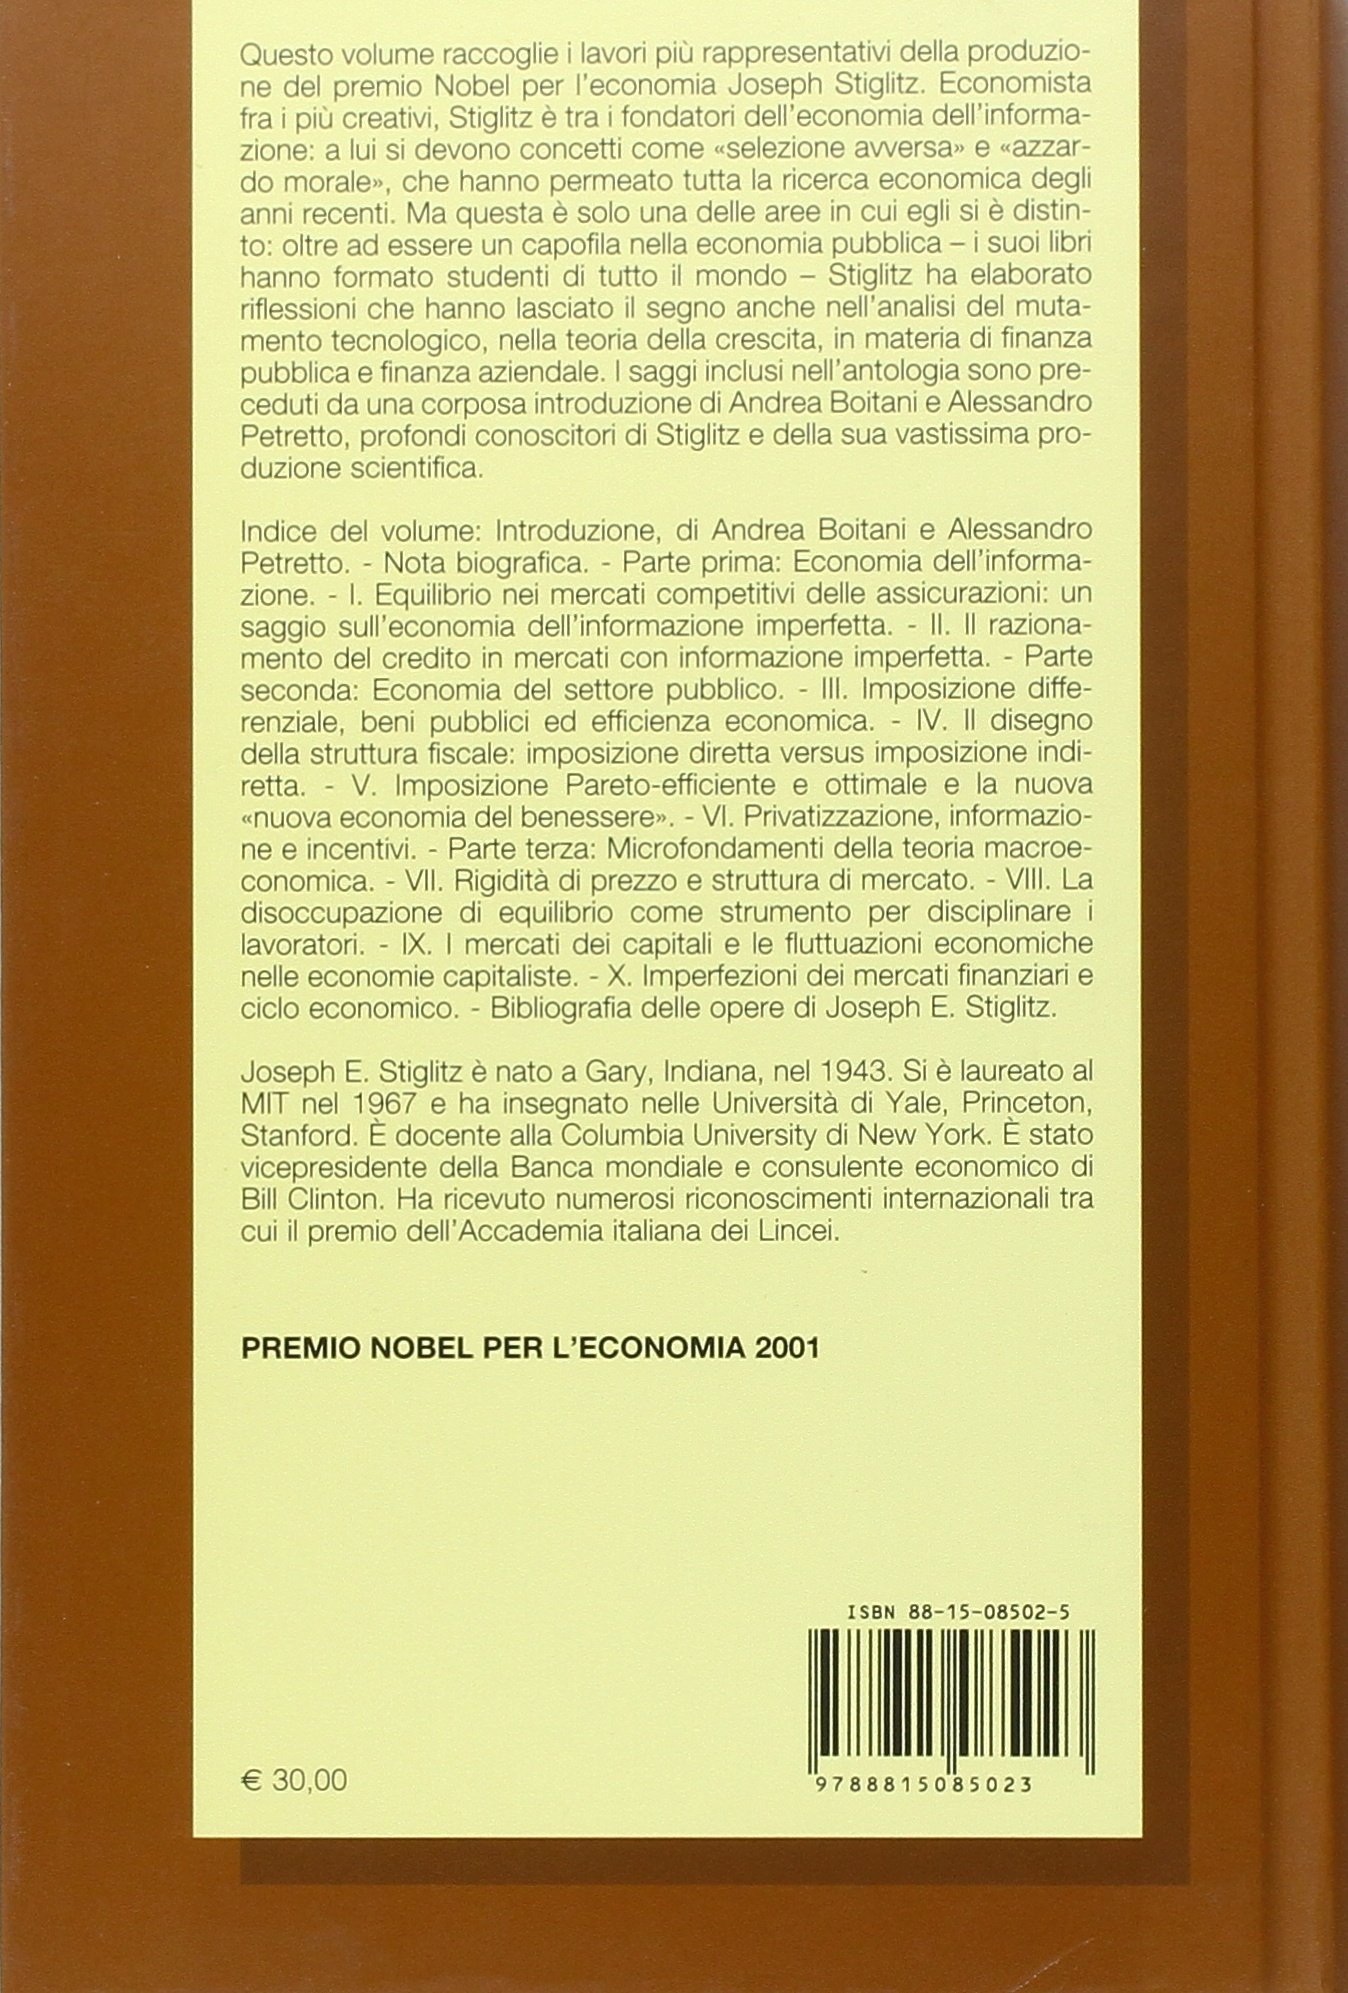 Questo volume raccoglie i lavori più rappresentativi della produzio-
ne del premio Nobel per l'economia Joseph Stiglitz. Economista
fra i più creativi, Stiglitz è tra i fondatori dell'economia dell'informa-
zione: a lui si devono concetti come «selezione avversa» e «azzar-
do morale», che hanno permeato tutta la ricerca economica degli
anni recenti. Ma questa è solo una delle aree in cui egli si è distin-
to: oltre ad essere un capofila nella economia pubblica – i suoi libri
hanno formato studenti di tutto il mondo – Stiglitz ha elaborato
riflessioni che hanno lasciato il segno anche nell'analisi del muta-
mento tecnologico, nella teoria della crescita, in materia di finanza
pubblica e finanza aziendale. I saggi inclusi nell'antologia sono pre-
ceduti da una corposa introduzione di Andrea Boitani e Alessandro
Petretto, profondi conoscitori di Stiglitz e della sua vastissima pro-
duzione scientifica.
Indice del volume: Introduzione, di Andrea Boitani e Alessandro
Petretto. - Nota biografica. - Parte prima: Economia dell'informa-
zione. - I. Equilibrio nei mercati competitivi delle assicurazioni: un
saggio sull'economia dell'informazione imperfetta. - II. Il raziona-
mento del credito in mercati con informazione imperfetta. - Parte
seconda: Economia del settore pubblico. - III. Imposizione diffe-
renziale, beni pubblici ed efficienza economica. - IV. Il disegno
della struttura fiscale: imposizione diretta versus imposizione indi-
retta. - V. Imposizione Pareto-efficiente e ottimale e la nuova
«nuova economia del benessere». - VI. Privatizzazione, informazio-
ne e incentivi. - Parte terza: Microfondamenti della teoria macroe-
conomica. - VII. Rigidità di prezzo e struttura di mercato. - VIII. La
disoccupazione di equilibrio come strumento per disciplinare i
lavoratori. - IX. I mercati dei capitali e le fluttuazioni economiche
nelle economie capitaliste. - X. Imperfezioni dei mercati finanziari e
ciclo economico. - Bibliografia delle opere di Joseph E. Stiglitz.
Joseph E. Stiglitz è nato a Gary, Indiana, nel 1943. Si è laureato al
MIT nel 1967 e ha insegnato nelle Università di Yale, Princeton,
Stanford. È docente alla Columbia University di New York. È stato
vicepresidente della Banca mondiale e consulente economico di
Bill Clinton. Ha ricevuto numerosi riconoscimenti internazionali tra
cui il premio dell'Accademia italiana dei Lincei.
PREMIO NOBEL PER L'ECONOMIA 2001
ISBN 88-15-08502-5
€ 30,00
9788815085023